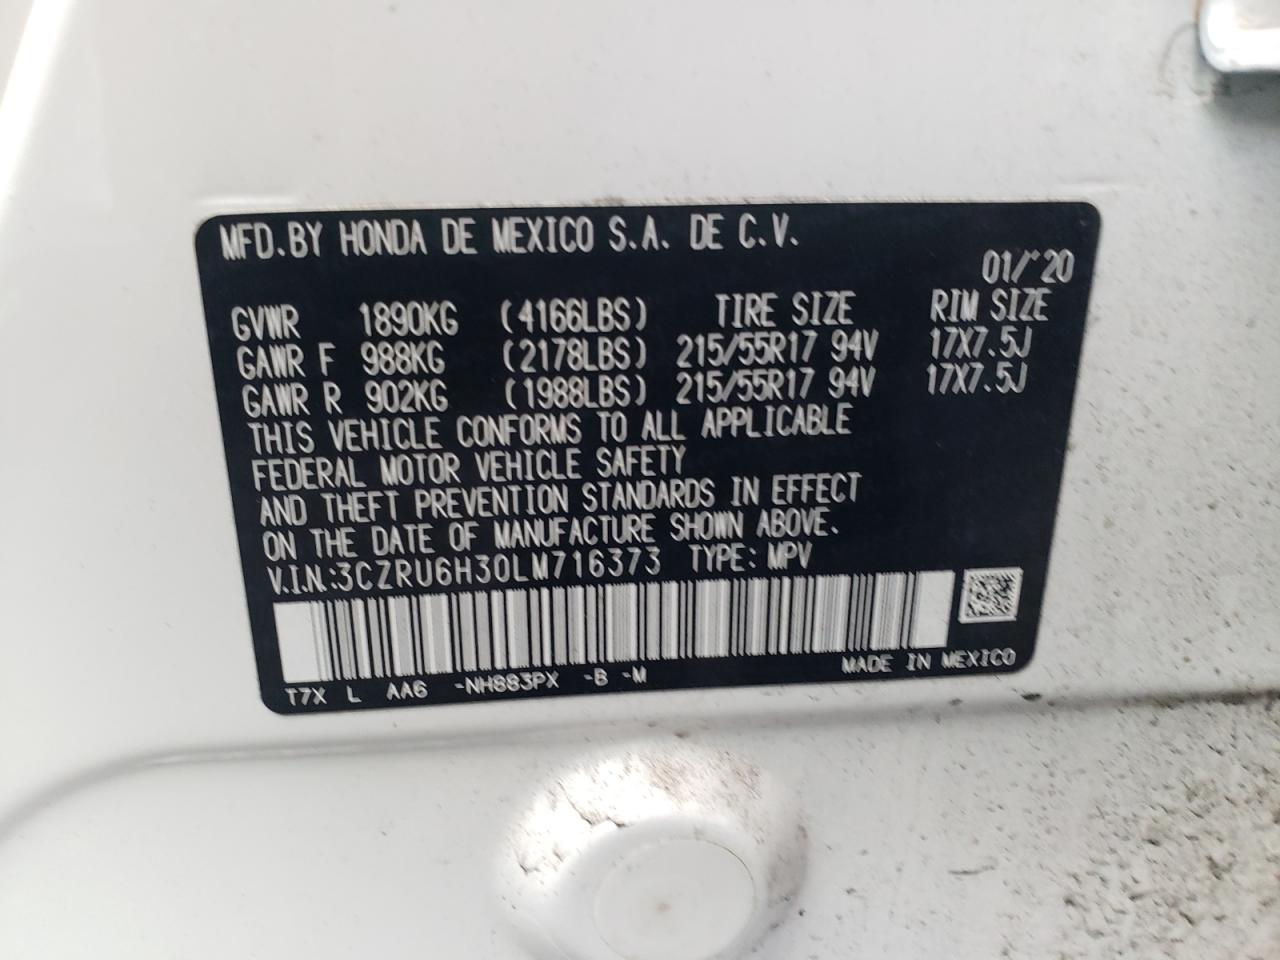 MFD.BY HONDA DE MEXICO S.A. DE C.V.
01/'20
GVWR 1890KG (4166LBS) TIRE SIZE RIM SIZE
GAWR F 988KG (2178LBS) 215/55R17 94V 17X7.5J
GAWR R 902KG (1988LBS) 215/55R17 94V 17X7.5J
THIS VEHICLE CONFORMS TO ALL APPLICABLE
FEDERAL MOTOR VEHICLE SAFETY
AND THEFT PREVENTION STANDARDS IN EFFECT
ON THE DATE OF MANUFACTURE SHOWN ABOVE.
V.I.N.:3CZRU6H30LM716373 TYPE: MPV
T7X L AA6 -NH883PX -B -M MADE IN MEXICO